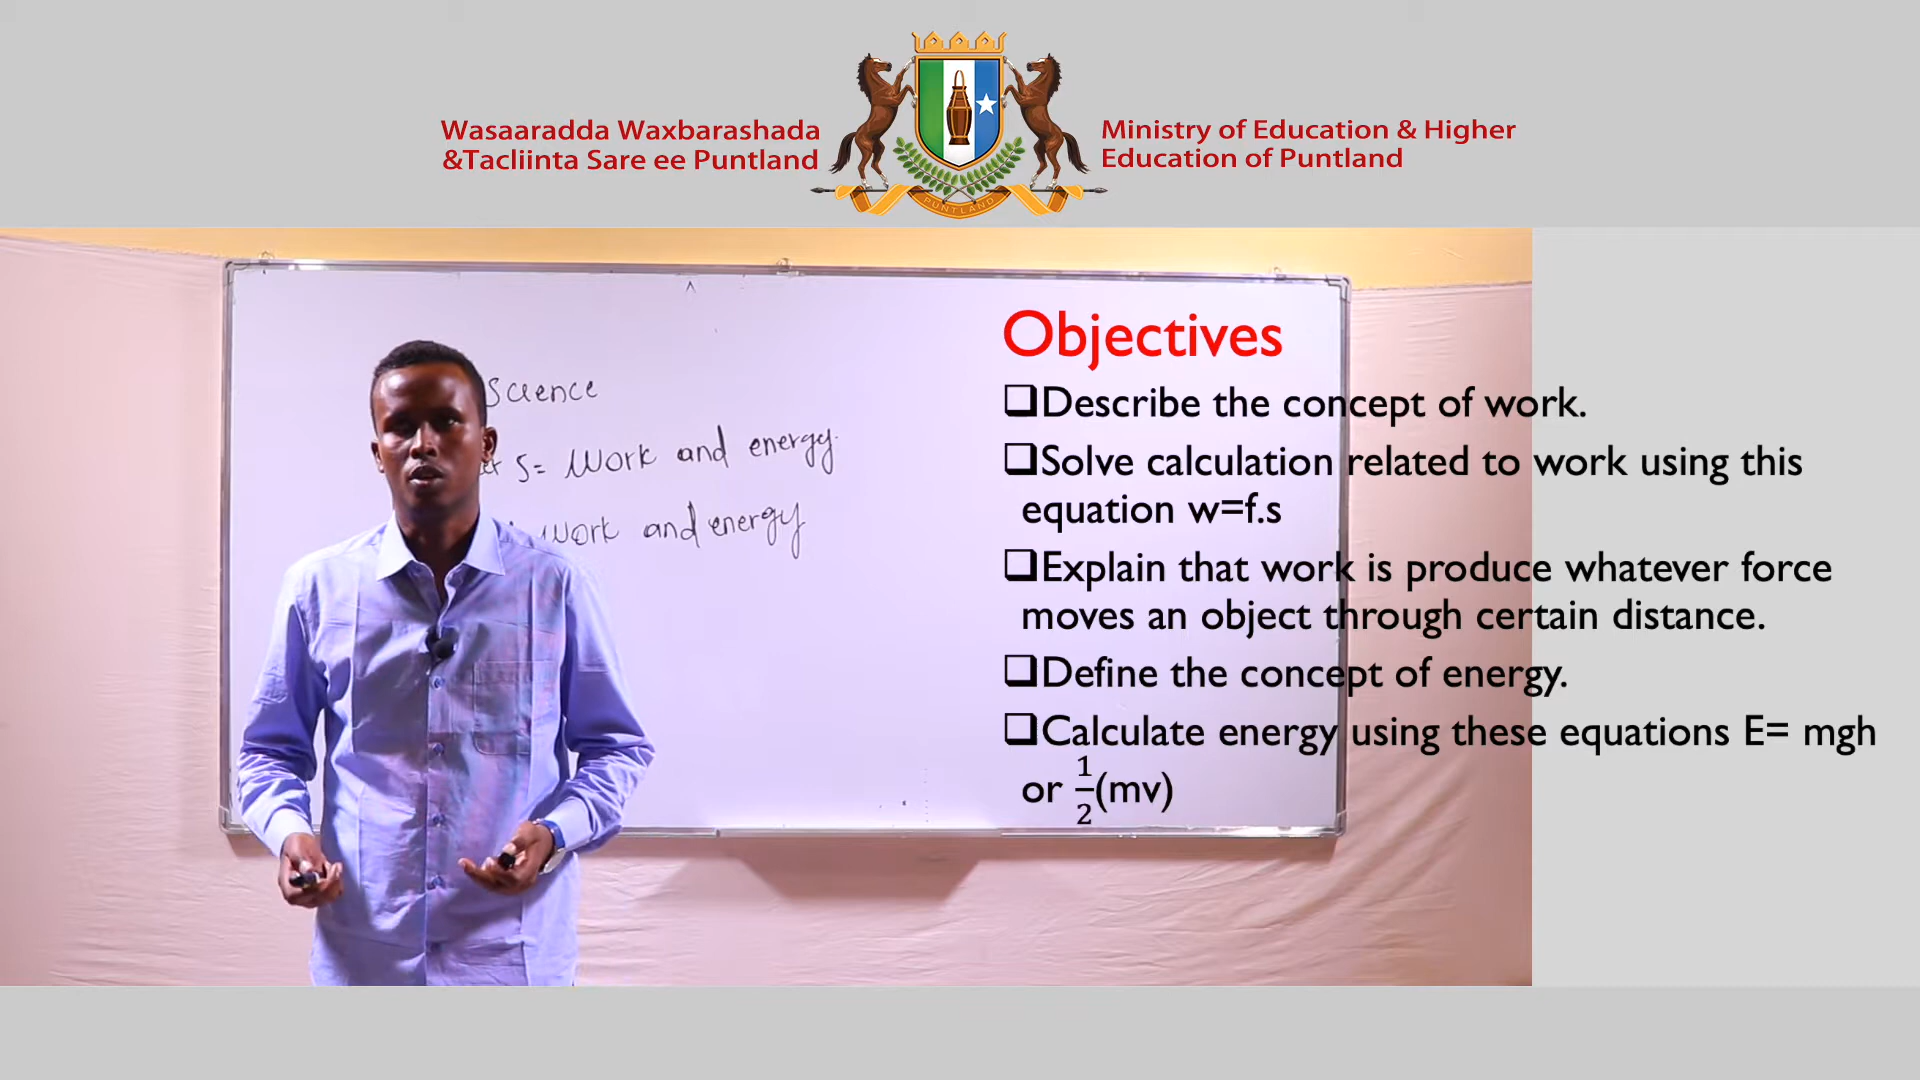 Wasaaradda Waxbarashada
&Tacliinta Sare ee Puntland
Ministry of Education & Higher
Education of Puntland
PUNTLAND
Science
5= Work and energy.
Work and energy
Objectives
❑Describe the concept of work.
❑Solve calculation related to work using this
equation w=f.s
❑Explain that work is produce whatever force
moves an object through certain distance.
❑Define the concept of energy.
❑Calculate energy using these equations E= mgh
or 1/2(mv)